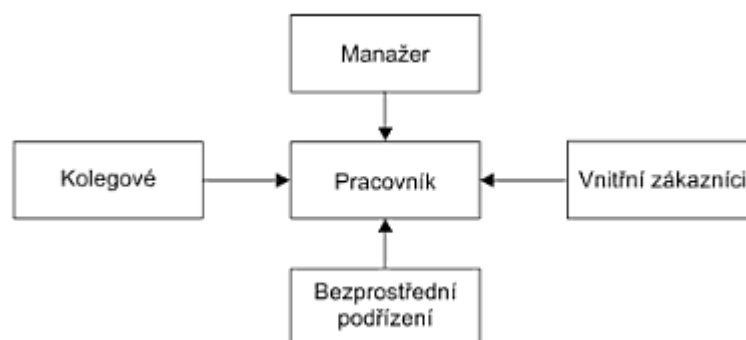 Manažer
Kolegové
Pracovník
Vnitřní zákazníci
Bezprostřední
podřízení